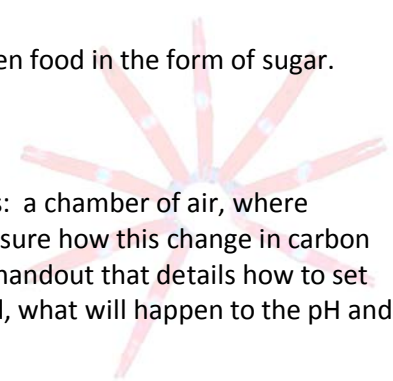 en food in the form of sugar.
s: a chamber of air, where
sure how this change in carbon
handout that details how to set
l, what will happen to the pH and